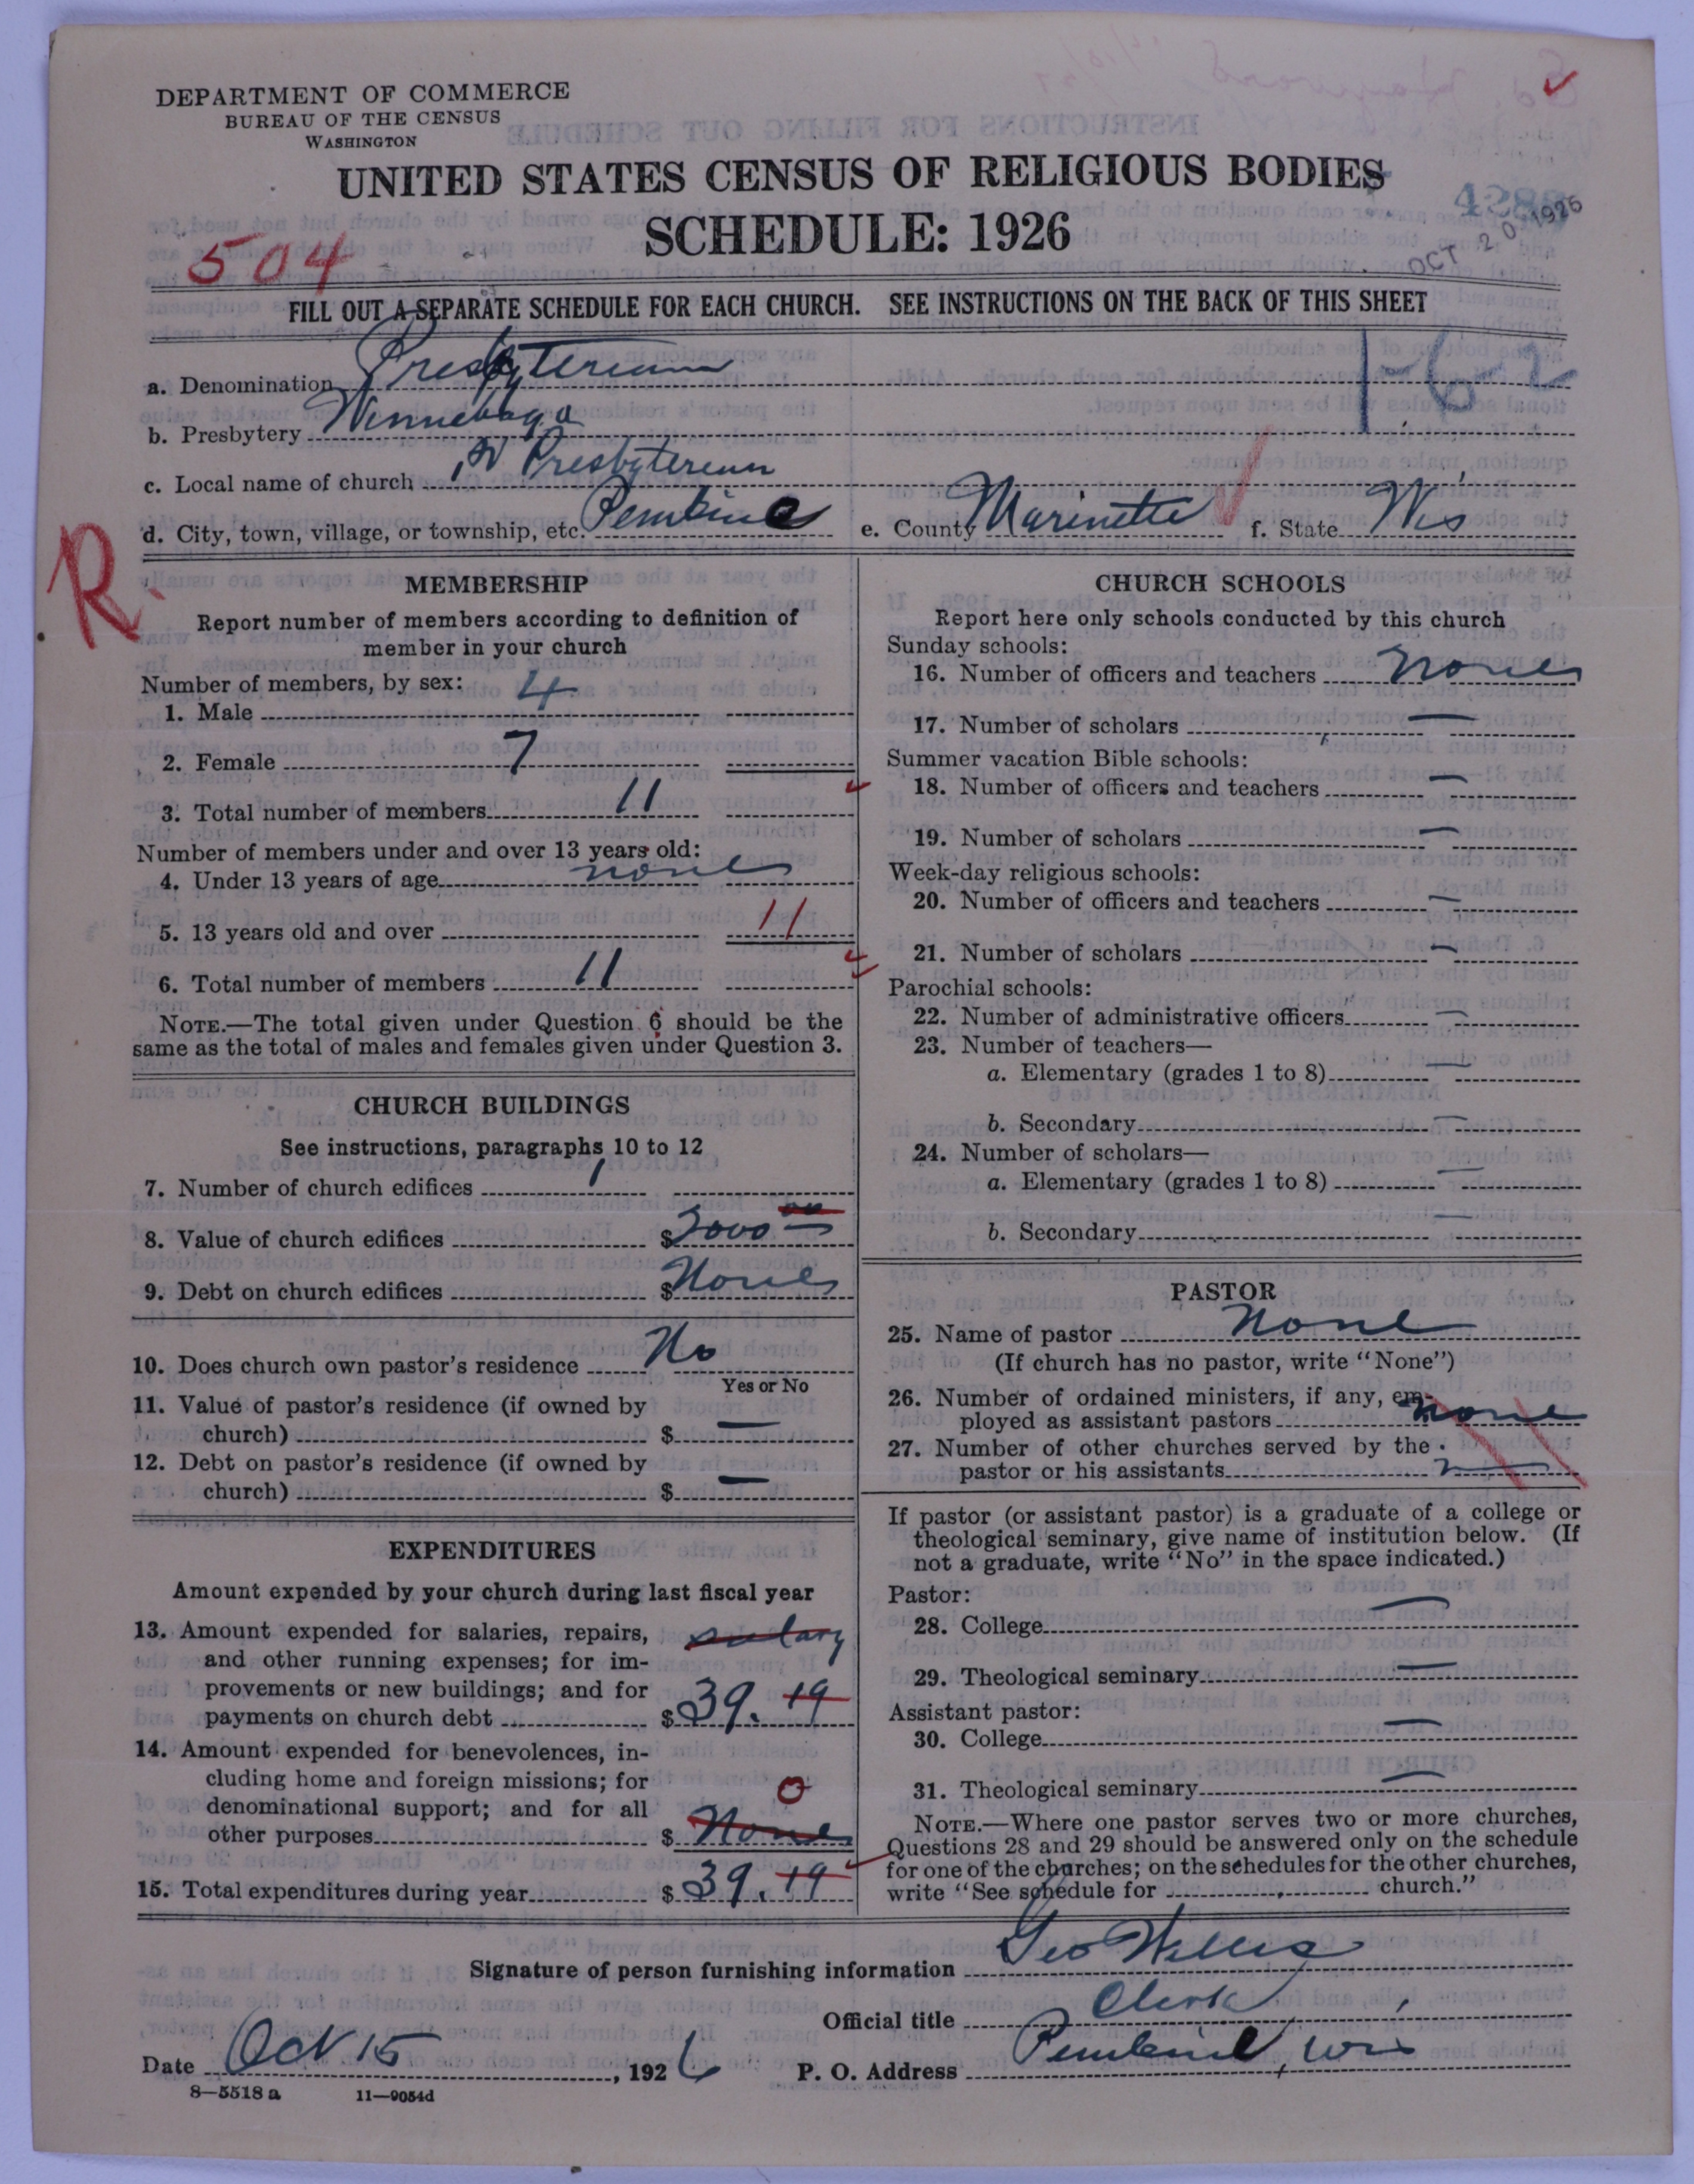 DEPARTMENT OF COMMERCE
BUREAU OF THE CENSUS
WASHINGTON
UNITED STATES CENSUS OF RELIGIOUS BODIES
SCHEDULE: 1926
504
OCT 20 1926
FILL OUT A SEPARATE SCHEDULE FOR EACH CHURCH. SEE INSTRUCTIONS ON THE BACK OF THIS SHEET
1-6-2
a. Denomination Presbyterian
b. Presbytery Winnebago
c. Local name of church Presbyterian
d. City, town, village, or township, etc. Pembine e. County Marinette f. State Wis
R
MEMBERSHIP
Report number of members according to definition of
member in your church
Number of members, by sex:
1. Male 4
2. Female 7
3. Total number of members 11
Number of members under and over 13 years old:
4. Under 13 years of age none
5. 13 years old and over 11
6. Total number of members 11
NOTE.—The total given under Question 6 should be the
same as the total of males and females given under Question 3.
CHURCH BUILDINGS
See instructions, paragraphs 10 to 12
7. Number of church edifices 1
8. Value of church edifices $ 3000 00
9. Debt on church edifices $ None
10. Does church own pastor's residence No
Yes or No
11. Value of pastor's residence (if owned by
church) $ —
12. Debt on pastor's residence (if owned by
church) $ —
EXPENDITURES
Amount expended by your church during last fiscal year
13. Amount expended for salaries, repairs, salary
and other running expenses; for im-
provements or new buildings; and for
payments on church debt $ 39.19
14. Amount expended for benevolences, in-
cluding home and foreign missions; for
denominational support; and for all 0
other purposes $ None
15. Total expenditures during year $ 39.19
CHURCH SCHOOLS
Report here only schools conducted by this church
Sunday schools:
16. Number of officers and teachers None
17. Number of scholars —
Summer vacation Bible schools:
18. Number of officers and teachers —
19. Number of scholars —
Week-day religious schools:
20. Number of officers and teachers —
21. Number of scholars —
Parochial schools:
22. Number of administrative officers —
23. Number of teachers—
a. Elementary (grades 1 to 8) —
b. Secondary —
24. Number of scholars—
a. Elementary (grades 1 to 8) —
b. Secondary —
PASTOR
25. Name of pastor None
(If church has no pastor, write "None")
26. Number of ordained ministers, if any, em-
ployed as assistant pastors none
27. Number of other churches served by the
pastor or his assistants —
If pastor (or assistant pastor) is a graduate of a college or
theological seminary, give name of institution below. (If
not a graduate, write "No" in the space indicated.)
Pastor:
28. College —
29. Theological seminary —
Assistant pastor:
30. College —
31. Theological seminary —
NOTE.—Where one pastor serves two or more churches,
Questions 28 and 29 should be answered only on the schedule
for one of the churches; on the schedules for the other churches,
write "See schedule for church."
Signature of person furnishing information Geo Willis
Official title Clerk
Date Oct 15, 1926 P. O. Address Pembine, Wis
8—5518 a 11—9054d